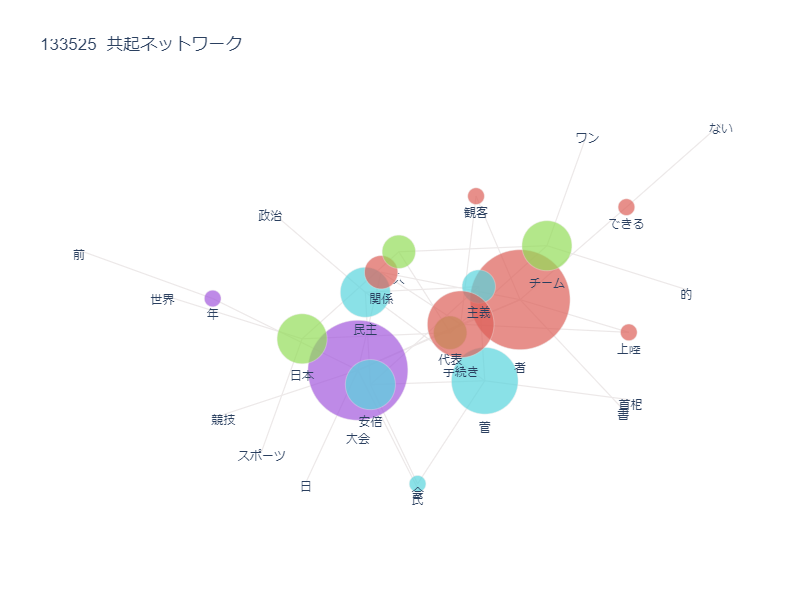 133525 共起ネットワーク
ワン
ない
政治
観客
できる
前
世界
年
関係
チーム
的
主義
民主
上陸
日本
代表
手続き
者
首相
書
競技
安倍
菅
大会
スポーツ
日
民